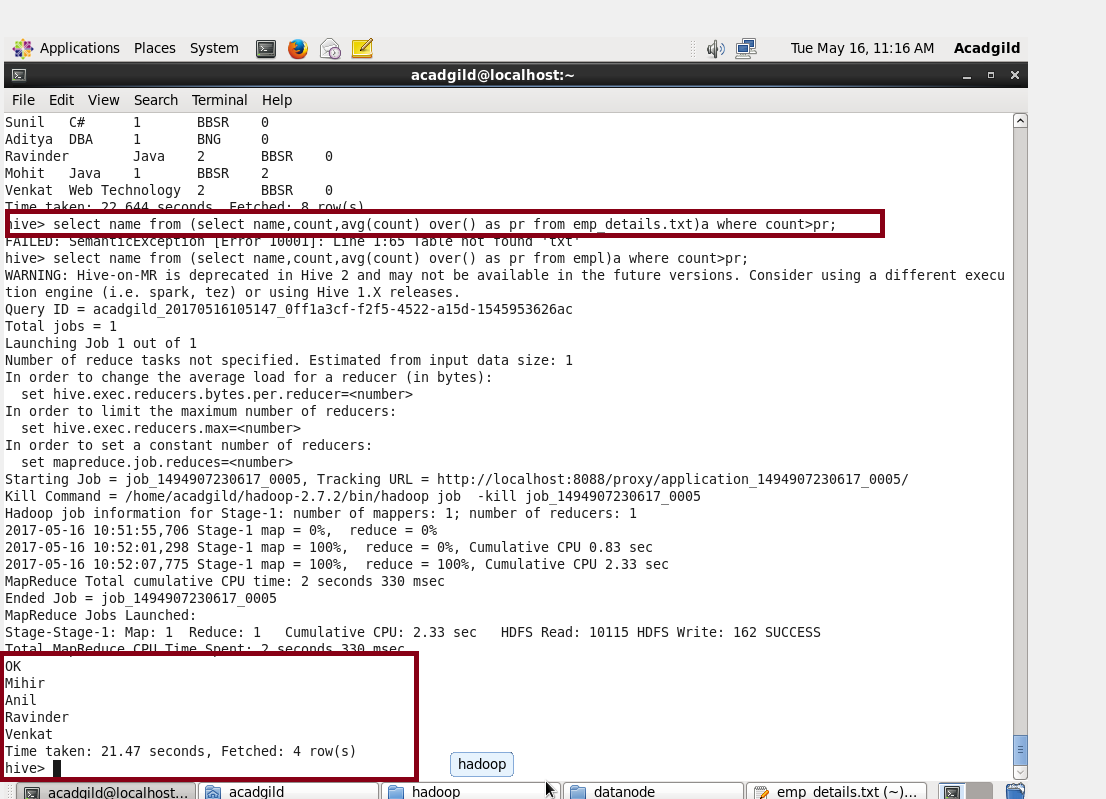 Applications Places System Tue May 16, 11:16 AM Acadgild
acadgild@localhost:~
File Edit View Search Terminal Help
Sunil C# 1 BBSR 0
Aditya DBA 1 BNG 0
Ravinder Java 2 BBSR 0
Mohit Java 1 BBSR 2
Venkat Web Technology 2 BBSR 0
Time taken: 22.644 seconds, Fetched: 8 row(s)
hive> select name from (select name,count,avg(count) over() as pr from emp_details.txt)a where count>pr;
FAILED: SemanticException [Error 10001]: Line 1:65 Table not found 'txt'
hive> select name from (select name,count,avg(count) over() as pr from empl)a where count>pr;
WARNING: Hive-on-MR is deprecated in Hive 2 and may not be available in the future versions. Consider using a different execu
tion engine (i.e. spark, tez) or using Hive 1.X releases.
Query ID = acadgild_20170516105147_0ff1a3cf-f2f5-4522-a15d-1545953626ac
Total jobs = 1
Launching Job 1 out of 1
Number of reduce tasks not specified. Estimated from input data size: 1
In order to change the average load for a reducer (in bytes):
set hive.exec.reducers.bytes.per.reducer=<number>
In order to limit the maximum number of reducers:
set hive.exec.reducers.max=<number>
In order to set a constant number of reducers:
set mapreduce.job.reduces=<number>
Starting Job = job_1494907230617_0005, Tracking URL = http://localhost:8088/proxy/application_1494907230617_0005/
Kill Command = /home/acadgild/hadoop-2.7.2/bin/hadoop job  -kill job_1494907230617_0005
Hadoop job information for Stage-1: number of mappers: 1; number of reducers: 1
2017-05-16 10:51:55,706 Stage-1 map = 0%,  reduce = 0%
2017-05-16 10:52:01,298 Stage-1 map = 100%,  reduce = 0%, Cumulative CPU 0.83 sec
2017-05-16 10:52:07,775 Stage-1 map = 100%,  reduce = 100%, Cumulative CPU 2.33 sec
MapReduce Total cumulative CPU time: 2 seconds 330 msec
Ended Job = job_1494907230617_0005
MapReduce Jobs Launched:
Stage-Stage-1: Map: 1  Reduce: 1   Cumulative CPU: 2.33 sec   HDFS Read: 10115 HDFS Write: 162 SUCCESS
Total MapReduce CPU Time Spent: 2 seconds 330 msec
OK
Mihir
Anil
Ravinder
Venkat
Time taken: 21.47 seconds, Fetched: 4 row(s)
hive>
hadoop
acadgild@localhost... acadgild hadoop datanode emp_details.txt (~)...